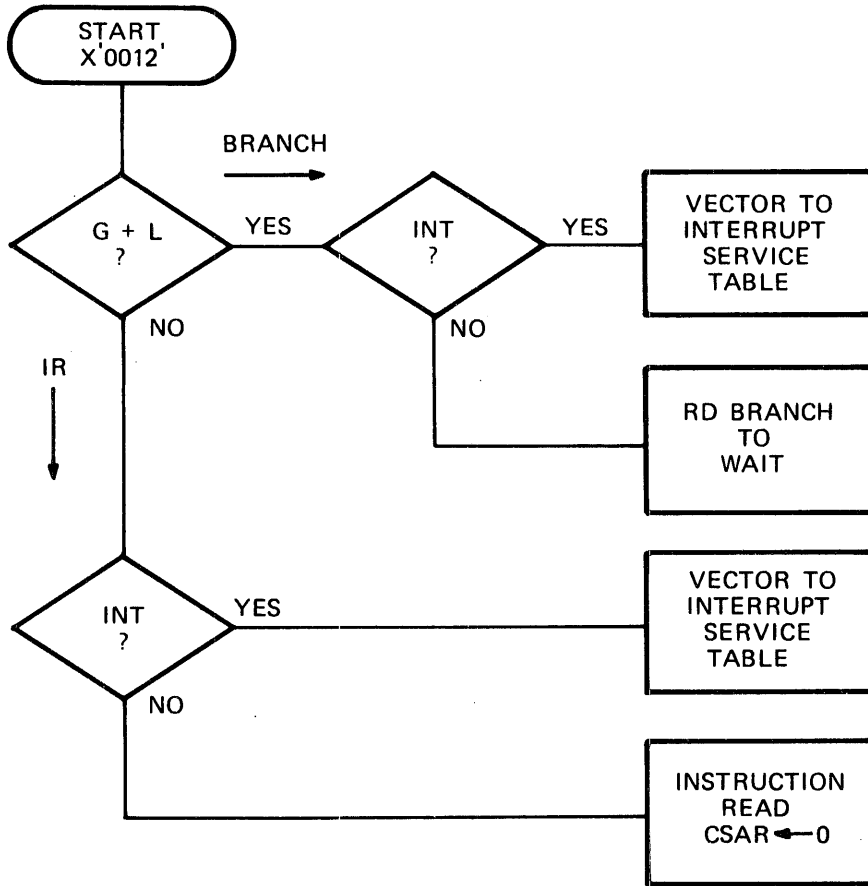 START
X'0012'
BRANCH
G + L
?
YES
INT
?
YES
VECTOR TO
INTERRUPT
SERVICE
TABLE
NO
NO
IR
RD BRANCH
TO
WAIT
INT
?
YES
VECTOR TO
INTERRUPT
SERVICE
TABLE
NO
INSTRUCTION
READ
CSAR ← 0